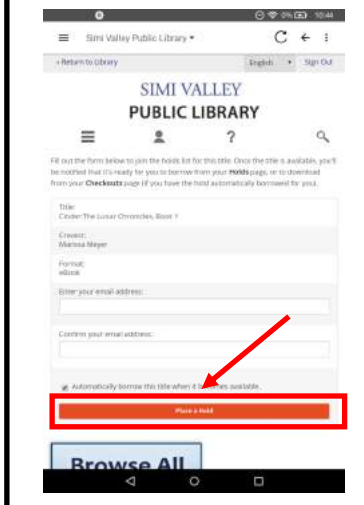 0% 10:44
Simi Valley Public Library
« Return to Library English Sign Out
SIMI VALLEY
PUBLIC LIBRARY
?
Fill out the form below to join the holds list for this title. Once the title is available, you'll
be notified that it's ready for you to borrow from your Holds page, or to download
from your Checkouts page (if you have the hold automatically borrowed for you).
Title:
Cinder: The Lunar Chronicles, Book 1
Creator:
Marissa Meyer
Format:
eBook
Enter your email address:
Confirm your email address:
Automatically borrow this title when it becomes available.
Place a Hold
Browse All